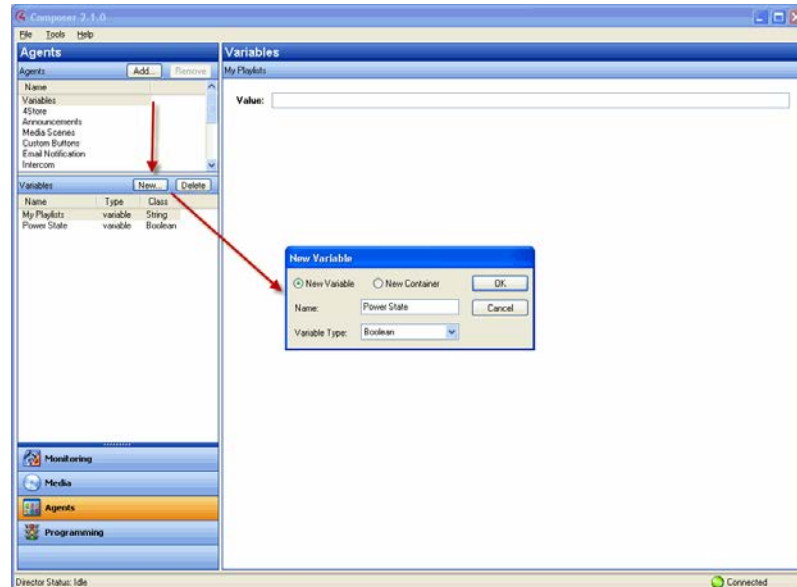 Composer 2.1.0
File Tools Help
Agents
Agents Add... Remove
Name
Variables
4Store
Announcements
Media Scenes
Custom Buttons
Email Notification
Intercom
Variables New... Delete
Name Type Class
My Playlists variable String
Power State variable Boolean
Monitoring
Media
Agents
Programming
Director Status: Idle
Variables
My Playlists
Value:
New Variable
New Variable New Container OK
Name: Power State Cancel
Variable Type: Boolean
Connected